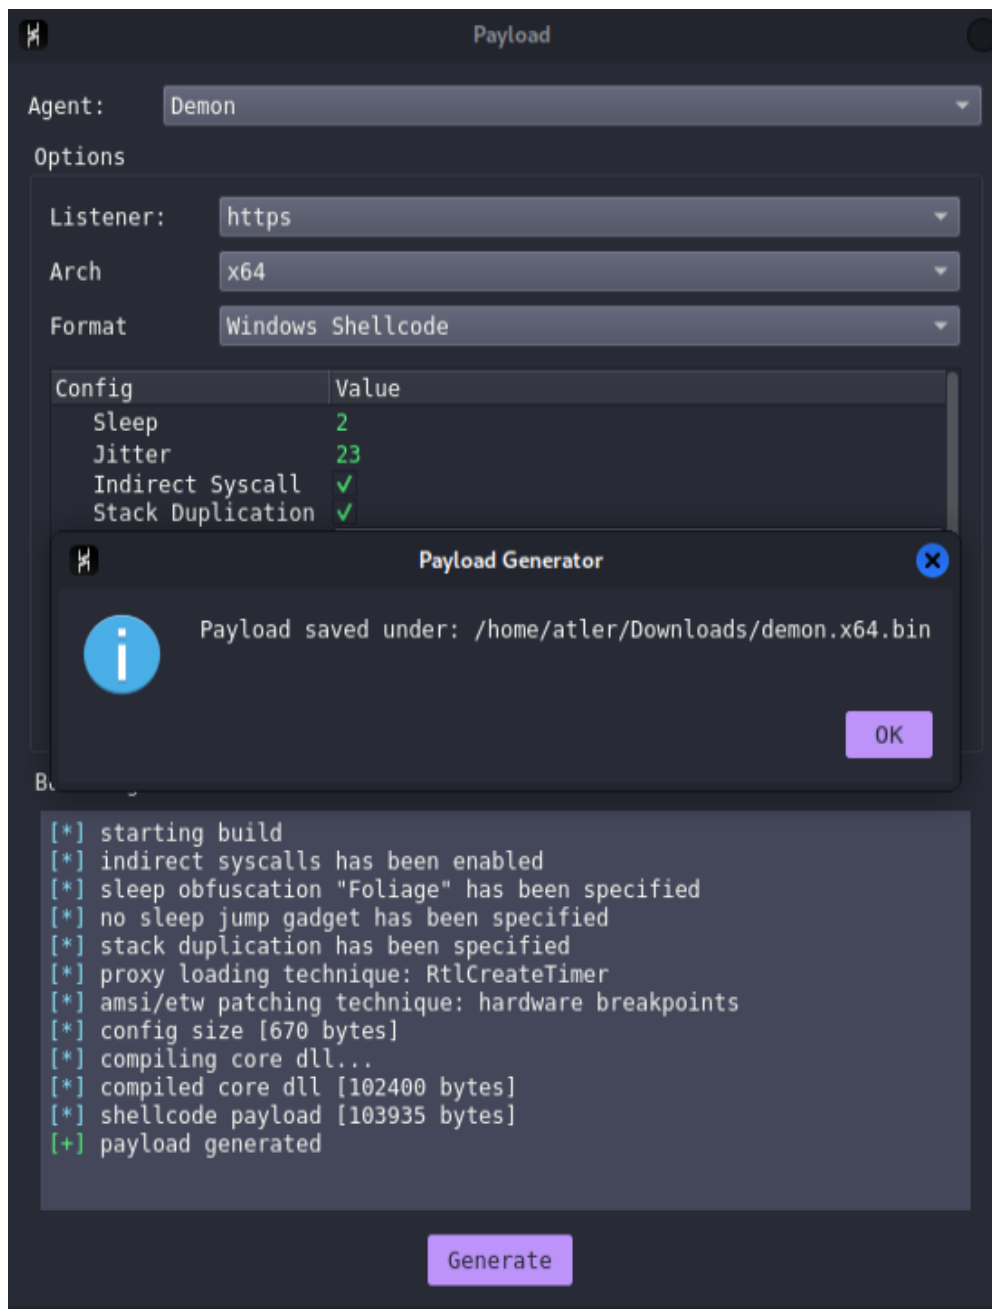 Payload
Agent: Demon
Options
Listener: https
Arch x64
Format Windows Shellcode
Config Value
Sleep 2
Jitter 23
Indirect Syscall ✓
Stack Duplication ✓
Payload Generator
Payload saved under: /home/atler/Downloads/demon.x64.bin
OK
[*] starting build
[*] indirect syscalls has been enabled
[*] sleep obfuscation "Foliage" has been specified
[*] no sleep jump gadget has been specified
[*] stack duplication has been specified
[*] proxy loading technique: RtlCreateTimer
[*] amsi/etw patching technique: hardware breakpoints
[*] config size [670 bytes]
[*] compiling core dll...
[*] compiled core dll [102400 bytes]
[*] shellcode payload [103935 bytes]
[+] payload generated
Generate